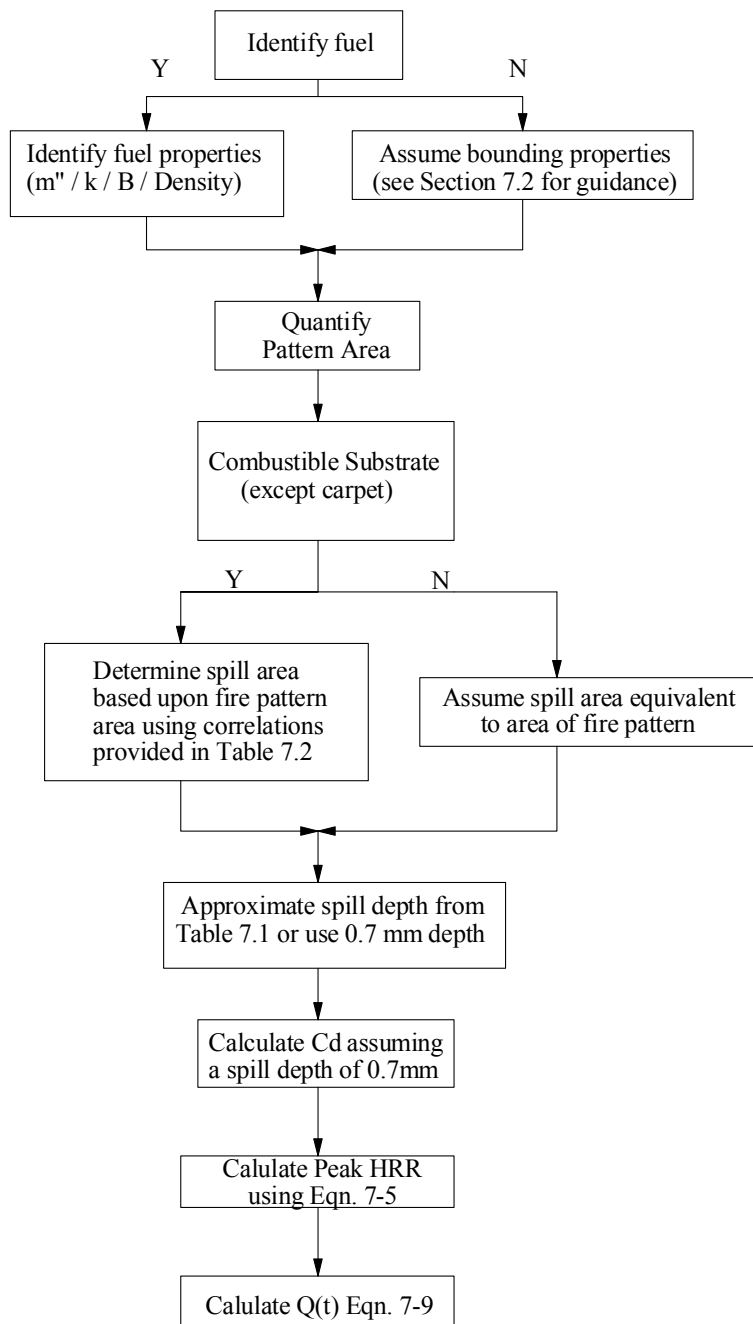 Identify fuel
Y
N
Identify fuel properties
(m" / k / B / Density)
Assume bounding properties
(see Section 7.2 for guidance)
Quantify
Pattern Area
Combustible Substrate
(except carpet)
Y
N
Determine spill area
based upon fire pattern
area using correlations
provided in Table 7.2
Assume spill area equivalent
to area of fire pattern
Approximate spill depth from
Table 7.1 or use 0.7 mm depth
Calculate Cd assuming
a spill depth of 0.7mm
Calulate Peak HRR
using Eqn. 7-5
Calulate Q(t) Eqn. 7-9